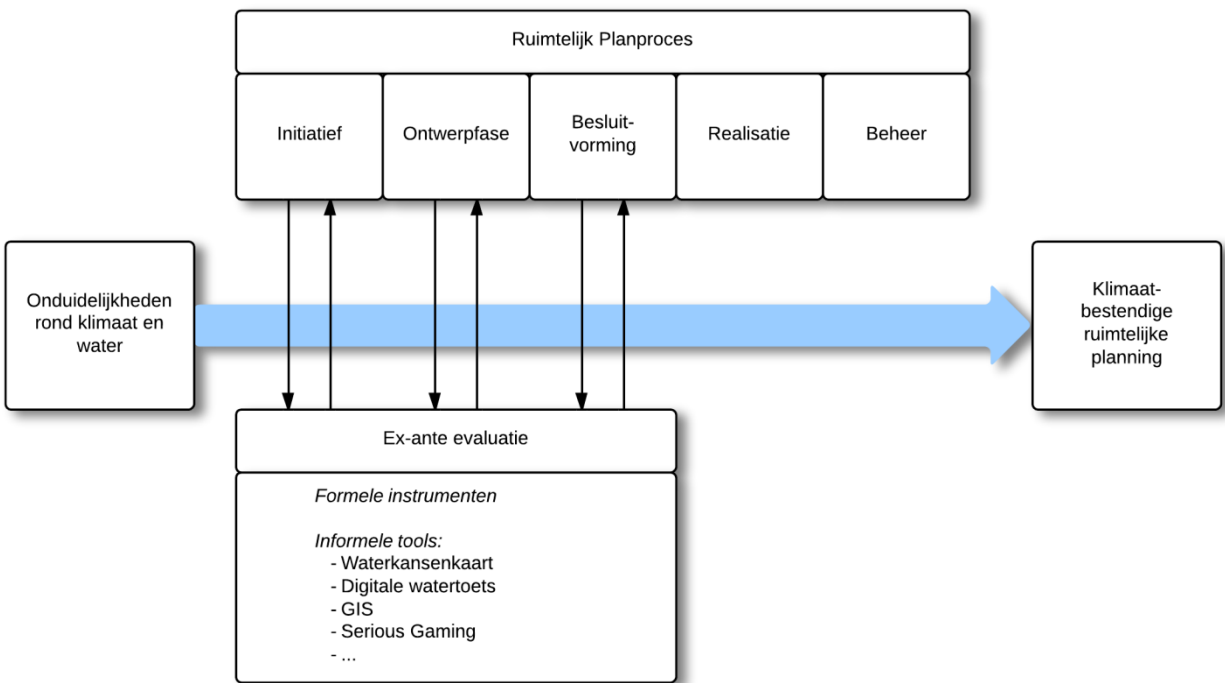 Ruimtelijk Planproces
Initiatief
Ontwerpfase
Besluit-
vorming
Realisatie
Beheer
Onduidelijkheden
rond klimaat en
water
Klimaat-
bestendige
ruimtelijke
planning
Ex-ante evaluatie
Formele instrumenten
Informele tools:
- Waterkansenkaart
- Digitale watertoets
- GIS
- Serious Gaming
- ...